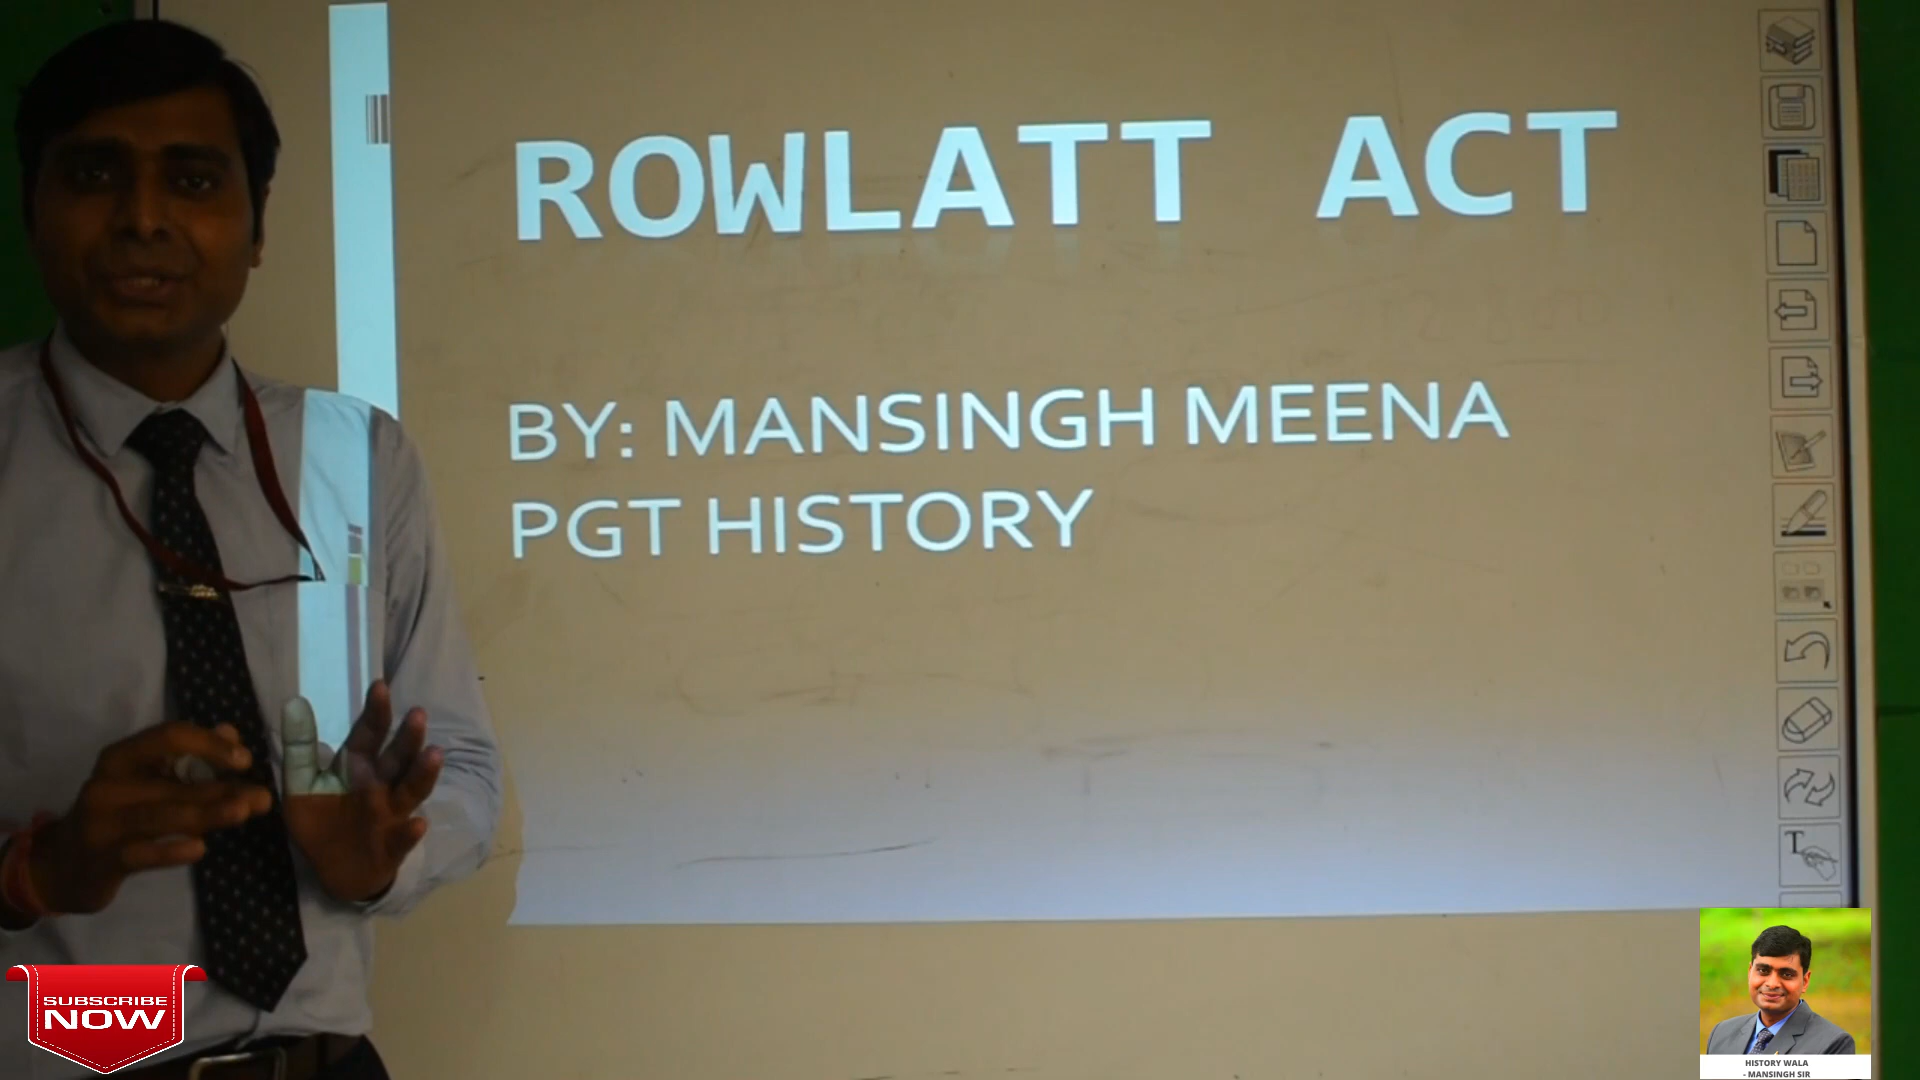 ROWLATT ACT
BY: MANSINGH MEENA
PGT HISTORY
T
SUBSCRIBE
NOW
HISTORY WALA
- MANSINGH SIR